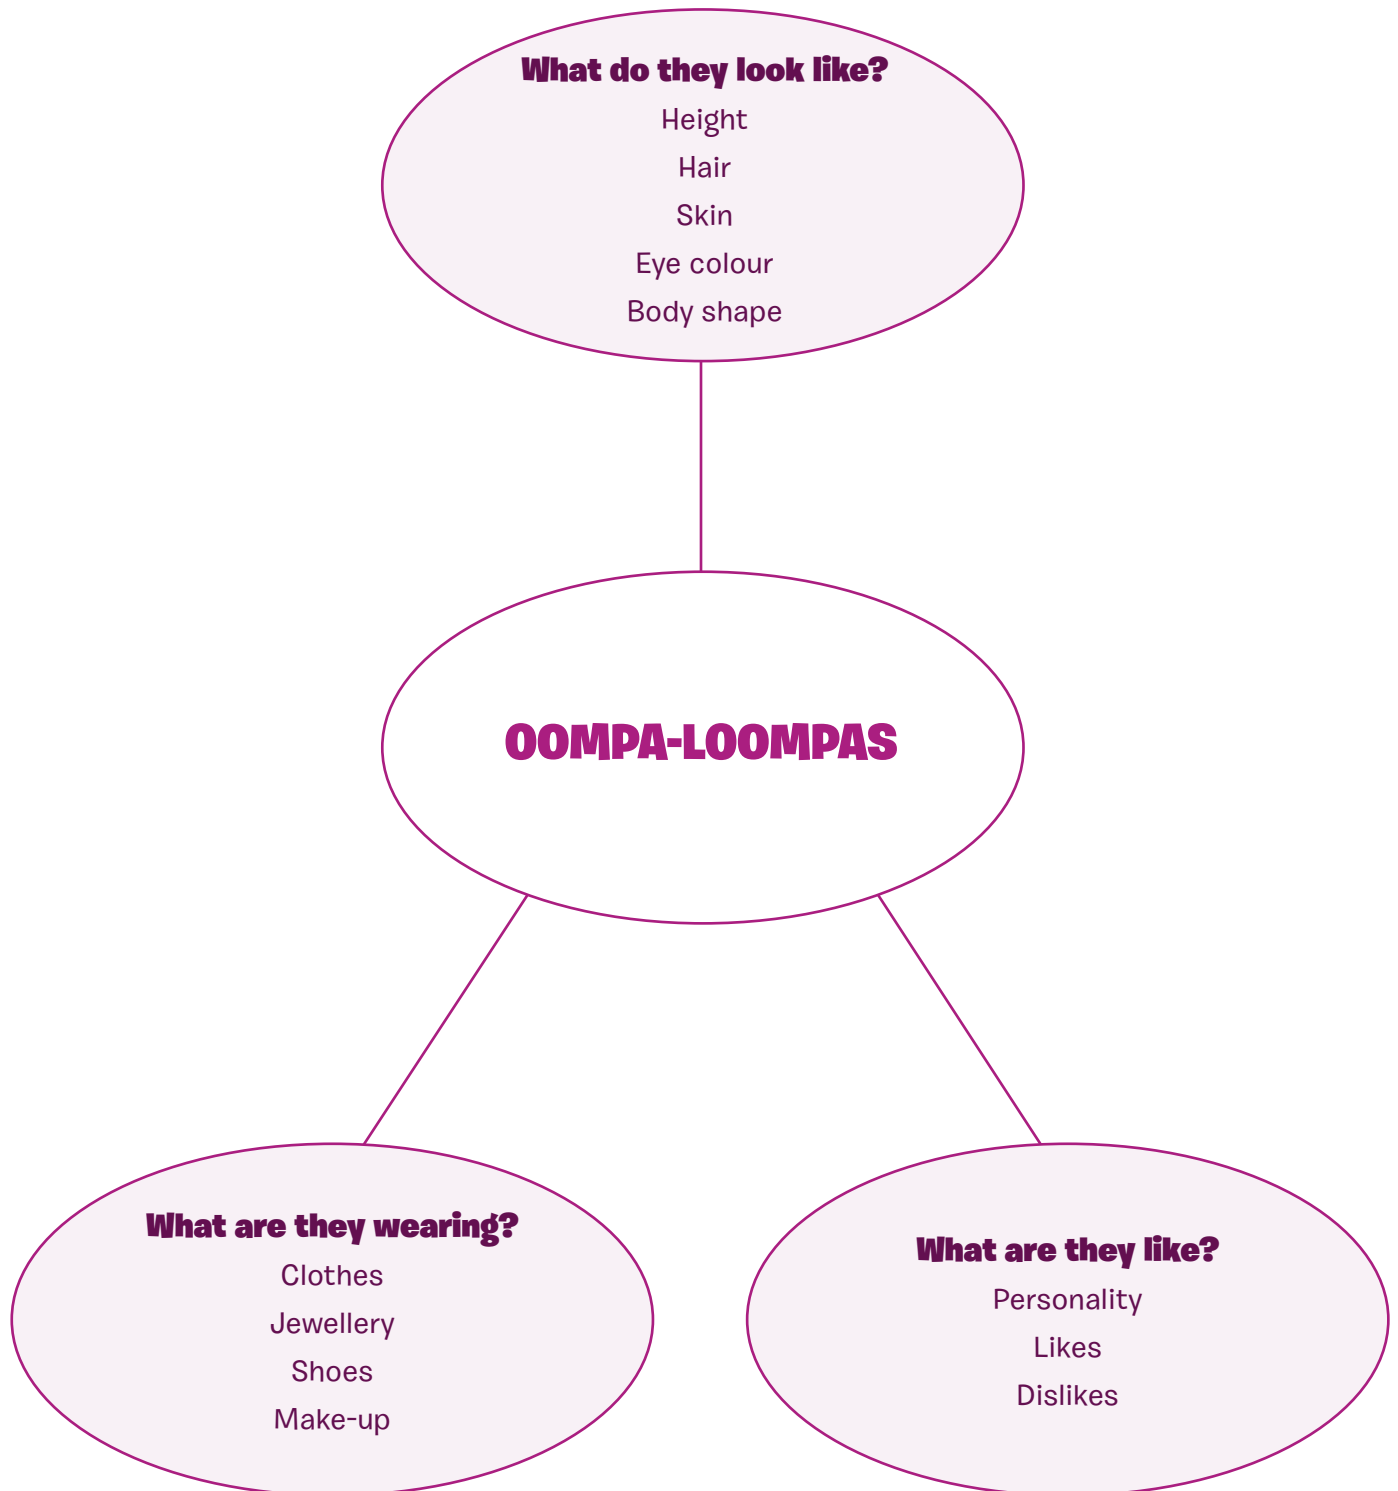 What do they look like?
Height
Hair
Skin
Eye colour
Body shape
OOMPA-LOOMPAS
What are they wearing?
Clothes
Jewellery
Shoes
Make-up
What are they like?
Personality
Likes
Dislikes